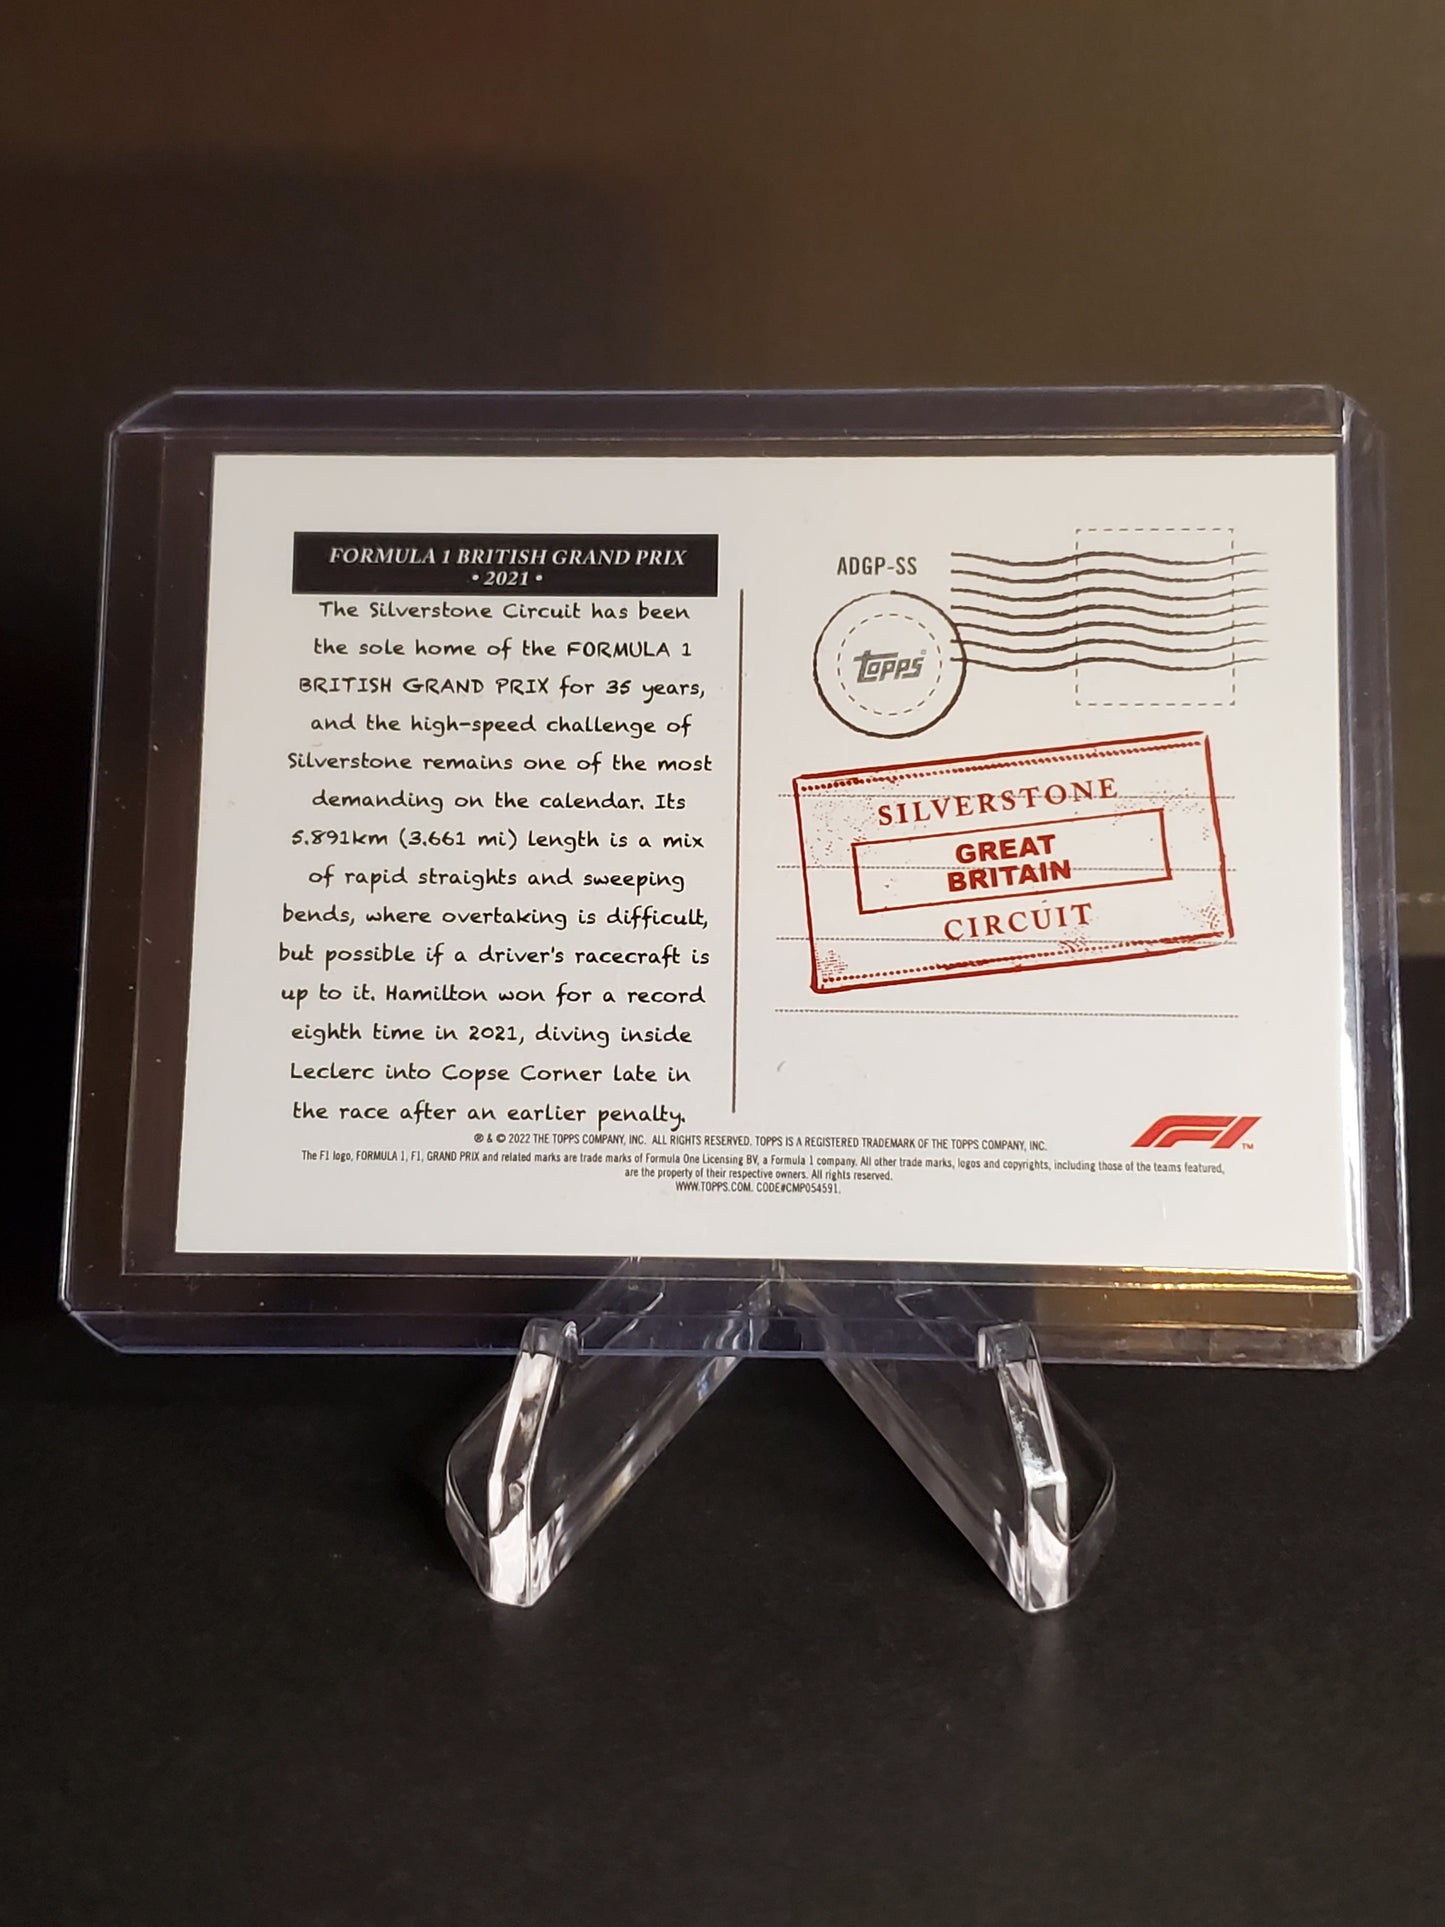 FORMULA 1 BRITISH GRAND PRIX
• 2021 •
The Silverstone Circuit has been
the sole home of the FORMULA 1
BRITISH GRAND PRIX for 35 years,
and the high-speed challenge of
Silverstone remains one of the most
demanding on the calendar. Its
5.891km (3.661 mi) length is a mix
of rapid straights and sweeping
bends, where overtaking is difficult,
but possible if a driver's racecraft is
up to it. Hamilton won for a record
eighth time in 2021, diving inside
Leclerc into Copse Corner late in
the race after an earlier penalty.
ADGP-SS
topps®
SILVERSTONE
GREAT
BRITAIN
CIRCUIT
F1™
® & © 2022 THE TOPPS COMPANY, INC. ALL RIGHTS RESERVED. TOPPS IS A REGISTERED TRADEMARK OF THE TOPPS COMPANY, INC.
The F1 logo, FORMULA 1, F1, GRAND PRIX and related marks are trade marks of Formula One Licensing BV, a Formula 1 company. All other trade marks, logos and copyrights, including those of the teams featured,
are the property of their respective owners. All rights reserved.
WWW.TOPPS.COM. CODE#CMP054591.